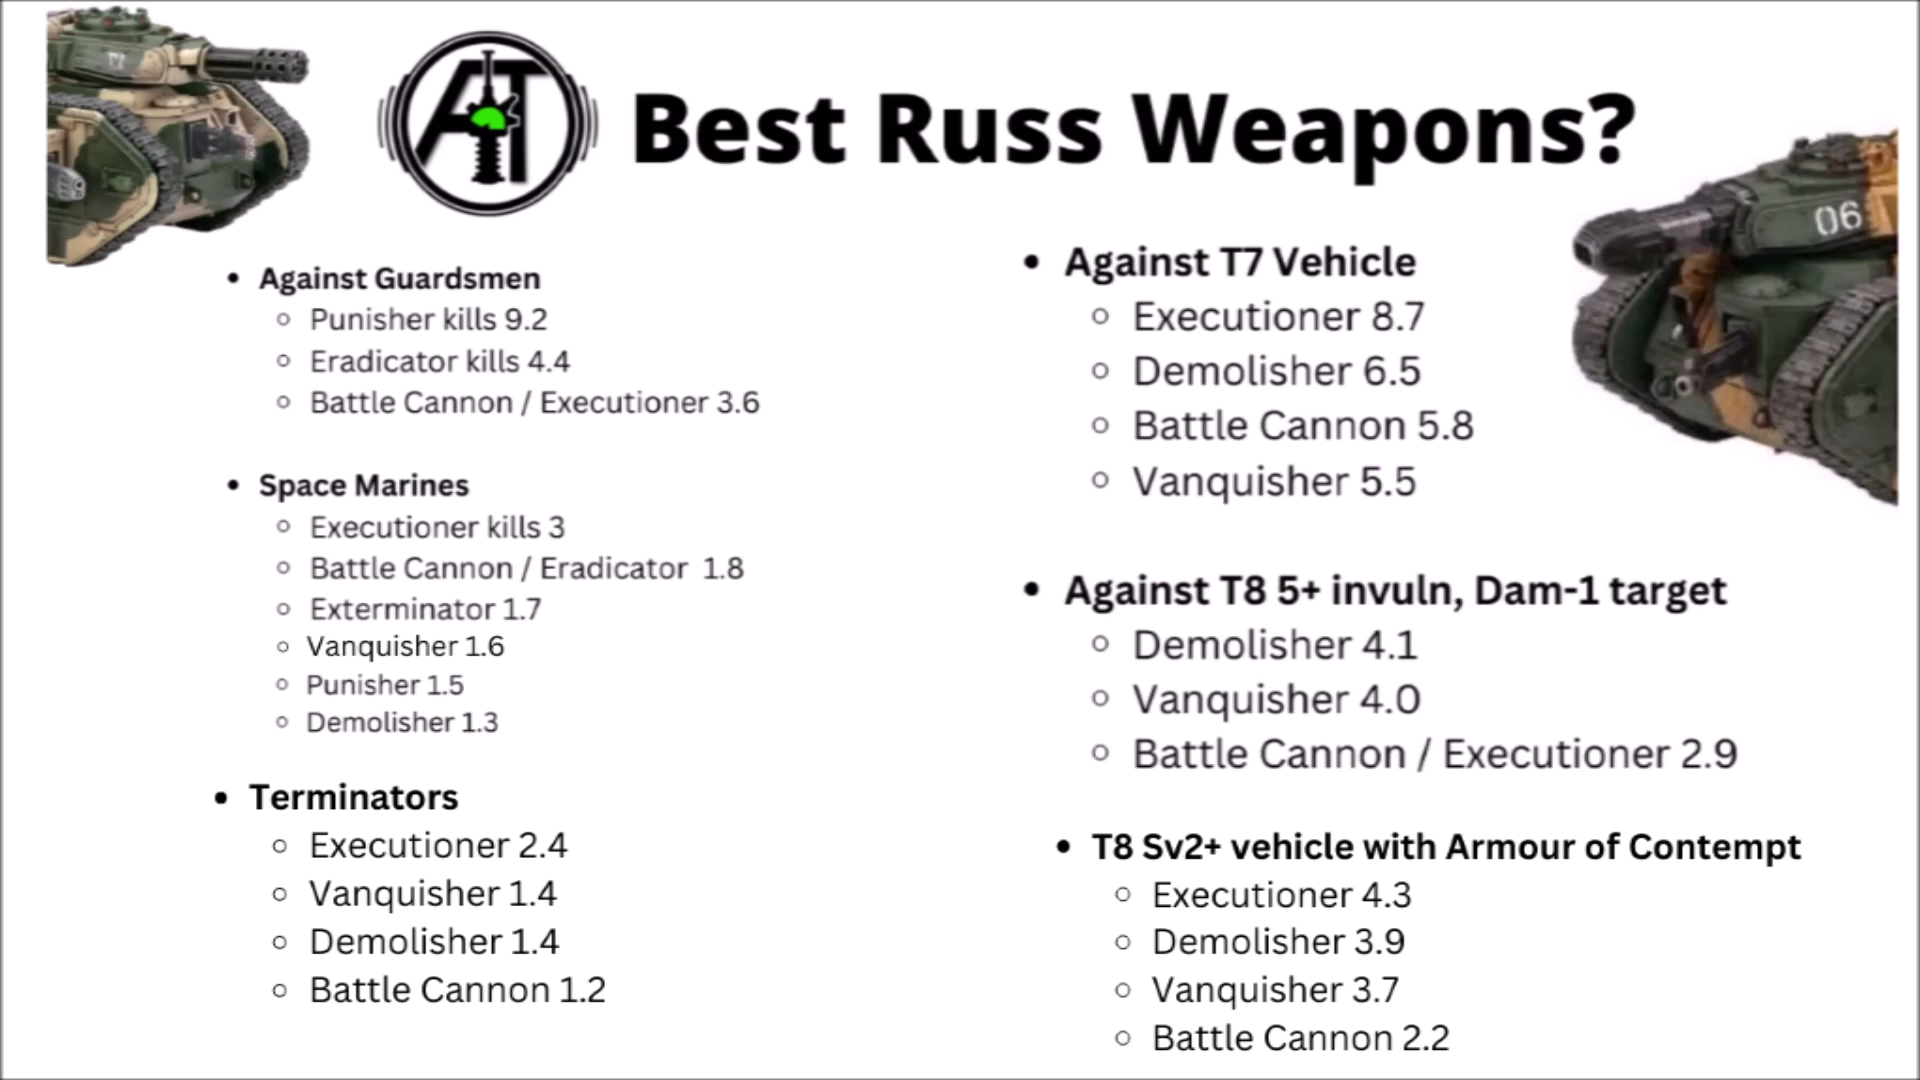 AT
Best Russ Weapons?
06
Against Guardsmen
Punisher kills 9.2
Eradicator kills 4.4
Battle Cannon / Executioner 3.6
Space Marines
Executioner kills 3
Battle Cannon / Eradicator 1.8
Exterminator 1.7
Vanquisher 1.6
Punisher 1.5
Demolisher 1.3
Terminators
Executioner 2.4
Vanquisher 1.4
Demolisher 1.4
Battle Cannon 1.2
Against T7 Vehicle
Executioner 8.7
Demolisher 6.5
Battle Cannon 5.8
Vanquisher 5.5
Against T8 5+ invuln, Dam-1 target
Demolisher 4.1
Vanquisher 4.0
Battle Cannon / Executioner 2.9
T8 Sv2+ vehicle with Armour of Contempt
Executioner 4.3
Demolisher 3.9
Vanquisher 3.7
Battle Cannon 2.2